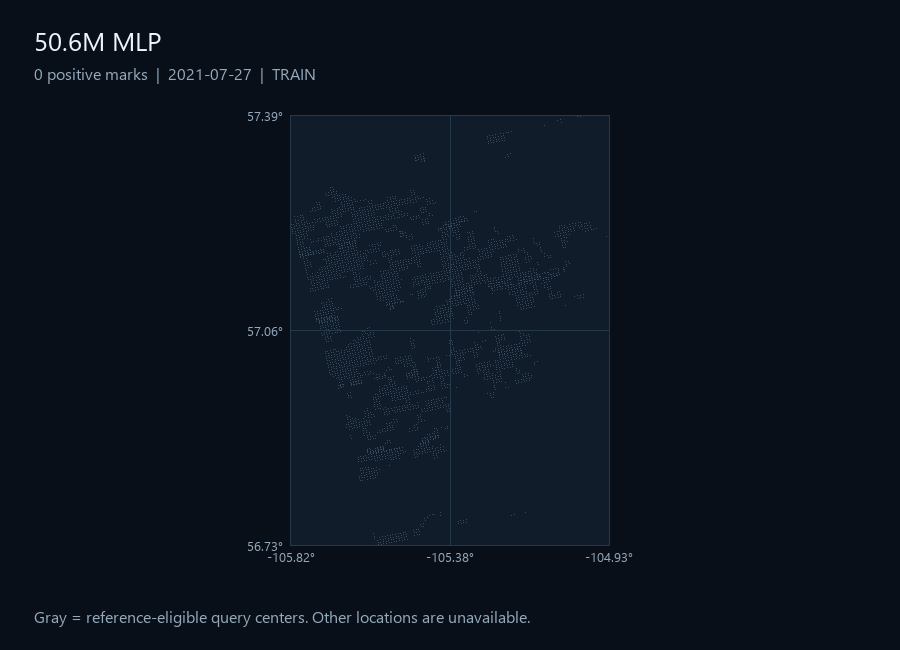 50.6M MLP
0 positive marks | 2021-07-27 | TRAIN
57.39°
57.06°
56.73°
-105.82°
-105.38°
-104.93°
Gray = reference-eligible query centers. Other locations are unavailable.